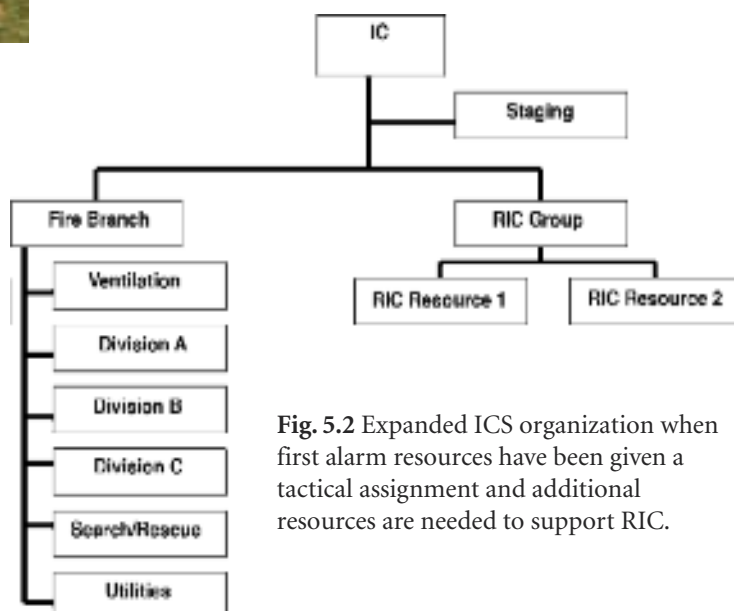 IC
Staging
Fire Branch
RIC Group
Ventilation
RIC Resource 1
RIC Resource 2
Division A
Division B
Division C
Search/Rescue
Utilities
Fig. 5.2 Expanded ICS organization when
first alarm resources have been given a
tactical assignment and additional
resources are needed to support RIC.